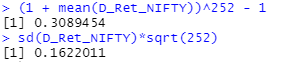 > (1 + mean(D_Ret_NIFTY))^252 - 1
[1] 0.3089454
> sd(D_Ret_NIFTY)*sqrt(252)
[1] 0.1622011